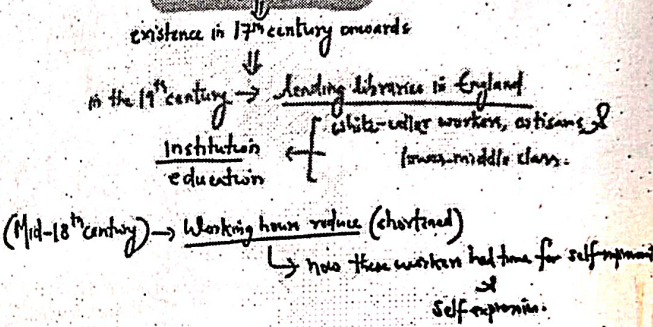 existence in 17th century onwards
in the 19th century → lending libraries in England
white-collar workers, artisans &
lower middle class.
Institution
education
(Mid-18th century) → Working hours reduce (shortened)
now these workers had time for self-
&
self-expression.